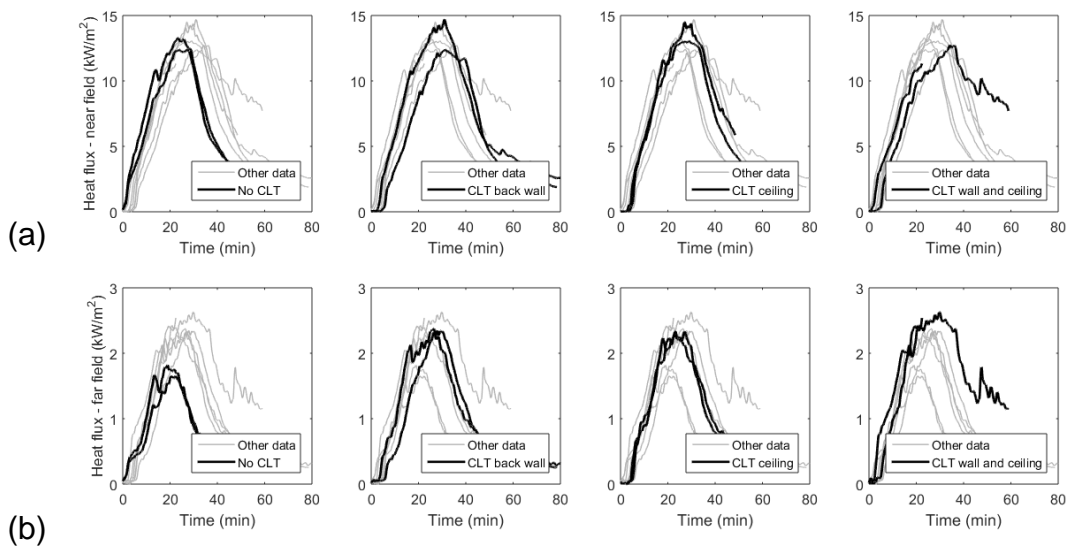 (a)
Heat flux - near field (kW/m²)
15
10
5
0
0 20 40 60 80
Time (min)
Other data
No CLT
15
10
5
0
0 20 40 60 80
Time (min)
Other data
CLT back wall
15
10
5
0
0 20 40 60 80
Time (min)
Other data
CLT ceiling
15
10
5
0
0 20 40 60 80
Time (min)
Other data
CLT wall and ceiling
(b)
Heat flux - far field (kW/m²)
3
2
1
0
0 20 40 60 80
Time (min)
Other data
No CLT
3
2
1
0
0 20 40 60 80
Time (min)
Other data
CLT back wall
3
2
1
0
0 20 40 60 80
Time (min)
Other data
CLT ceiling
3
2
1
0
0 20 40 60 80
Time (min)
Other data
CLT wall and ceiling